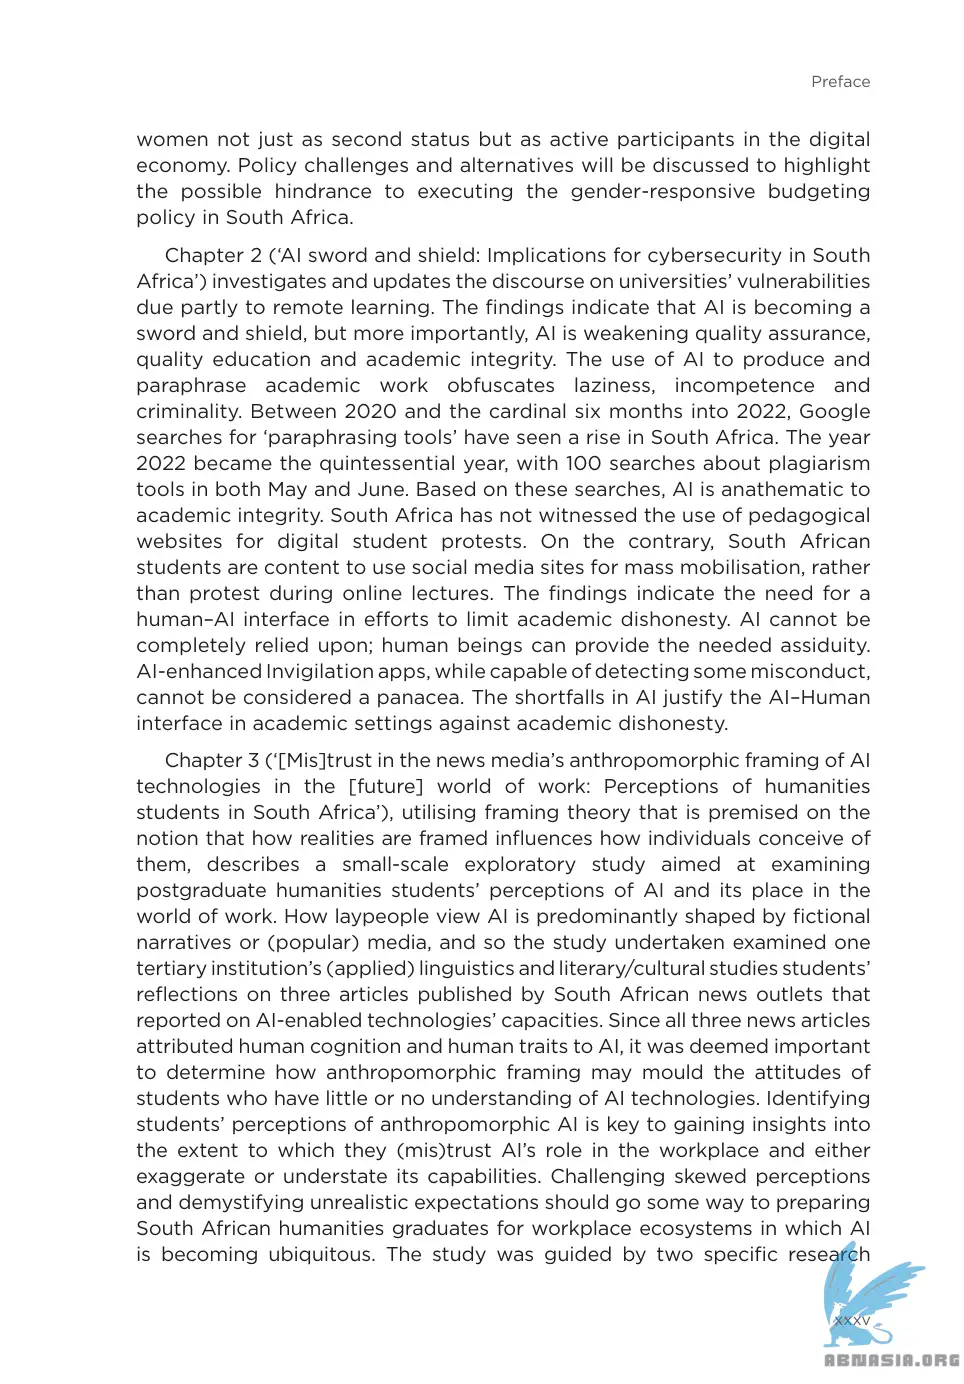 Preface
women not just as second status but as active participants in the digital
economy. Policy challenges and alternatives will be discussed to highlight
the possible hindrance to executing the gender-responsive budgeting
policy in South Africa.
Chapter 2 (‘AI sword and shield: Implications for cybersecurity in South
Africa’) investigates and updates the discourse on universities’ vulnerabilities
due partly to remote learning. The findings indicate that AI is becoming a
sword and shield, but more importantly, AI is weakening quality assurance,
quality education and academic integrity. The use of AI to produce and
paraphrase academic work obfuscates laziness, incompetence and
criminality. Between 2020 and the cardinal six months into 2022, Google
searches for ‘paraphrasing tools’ have seen a rise in South Africa. The year
2022 became the quintessential year, with 100 searches about plagiarism
tools in both May and June. Based on these searches, AI is anathematic to
academic integrity. South Africa has not witnessed the use of pedagogical
websites for digital student protests. On the contrary, South African
students are content to use social media sites for mass mobilisation, rather
than protest during online lectures. The findings indicate the need for a
human–AI interface in efforts to limit academic dishonesty. AI cannot be
completely relied upon; human beings can provide the needed assiduity.
AI-enhanced Invigilation apps, while capable of detecting some misconduct,
cannot be considered a panacea. The shortfalls in AI justify the AI–Human
interface in academic settings against academic dishonesty.
Chapter 3 (‘[Mis]trust in the news media’s anthropomorphic framing of AI
technologies in the [future] world of work: Perceptions of humanities
students in South Africa’), utilising framing theory that is premised on the
notion that how realities are framed influences how individuals conceive of
them, describes a small-scale exploratory study aimed at examining
postgraduate humanities students’ perceptions of AI and its place in the
world of work. How laypeople view AI is predominantly shaped by fictional
narratives or (popular) media, and so the study undertaken examined one
tertiary institution’s (applied) linguistics and literary/cultural studies students’
reflections on three articles published by South African news outlets that
reported on AI-enabled technologies’ capacities. Since all three news articles
attributed human cognition and human traits to AI, it was deemed important
to determine how anthropomorphic framing may mould the attitudes of
students who have little or no understanding of AI technologies. Identifying
students’ perceptions of anthropomorphic AI is key to gaining insights into
the extent to which they (mis)trust AI’s role in the workplace and either
exaggerate or understate its capabilities. Challenging skewed perceptions
and demystifying unrealistic expectations should go some way to preparing
South African humanities graduates for workplace ecosystems in which AI
is becoming ubiquitous. The study was guided by two specific research
xxxv
ABNASIA.ORG